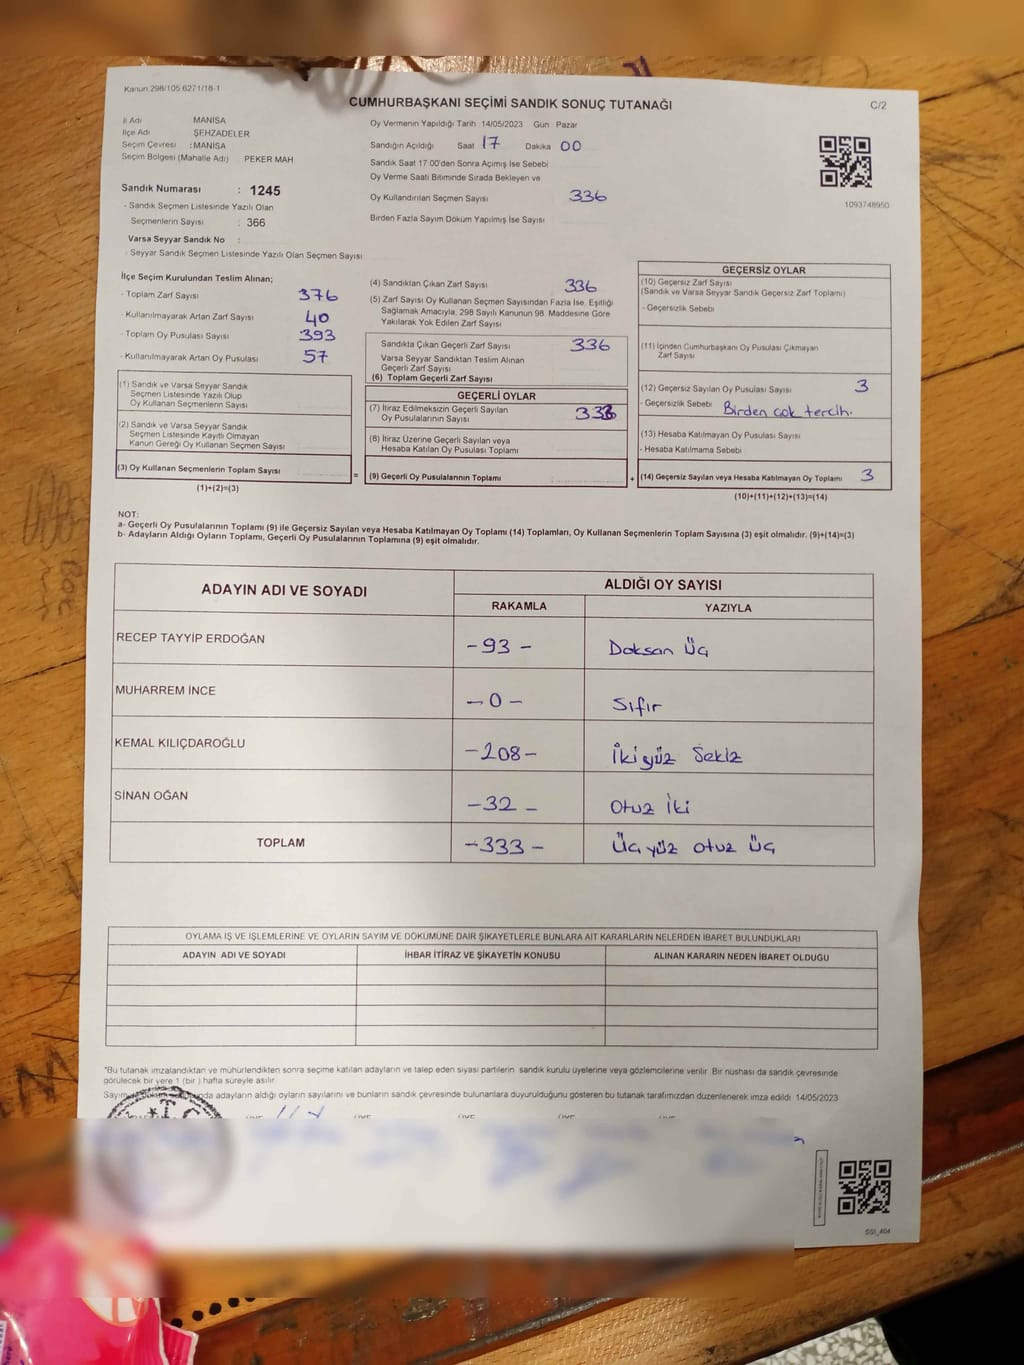 Kanun:298/105,6271/18-1
CUMHURBAŞKANI SEÇİMİ SANDIK SONUÇ TUTANAĞI
C/2
İl Adı MANİSA
İlçe Adı ŞEHZADELER
Seçim Çevresi :MANİSA
Seçim Bölgesi (Mahalle Adı) PEKER MAH
Sandık Numarası : 1245
- Sandık Seçmen Listesinde Yazılı Olan
Seçmenlerin Sayısı : 366
Varsa Seyyar Sandık No :
- Seyyar Sandık Seçmen Listesinde Yazılı Olan Seçmen Sayısı
Oy Vermenin Yapıldığı Tarih 14/05/2023 Gün Pazar
Sandığın Açıldığı Saat 17 Dakika 00
Sandık Saat 17:00'den Sonra Açımış İse Sebebi
Oy Verme Saati Bitiminde Sırada Bekleyen ve
Oy Kullandırılan Seçmen Sayısı 336
Birden Fazla Sayım Döküm Yapılmış İse Sayısı
1093748950
İlçe Seçim Kurulundan Teslim Alınan;
- Toplam Zarf Sayısı 376
- Kullanılmayarak Artan Zarf Sayısı 40
- Toplam Oy Pusulası Sayısı 393
- Kullanılmayarak Artan Oy Pusulası 57
(1) Sandık ve Varsa Seyyar Sandık
Seçmen Listesinde Yazılı Olup
Oy Kullanan Seçmenlerin Sayısı
(2) Sandık ve Varsa Seyyar Sandık
Seçmen Listesinde Kayıtlı Olmayan
Kanun Gereği Oy Kullanan Seçmen Sayısı
(3) Oy Kullanan Seçmenlerin Toplam Sayısı
(1)+(2)=(3)
=
(4) Sandıktan Çıkan Zarf Sayısı 336
(5) Zarf Sayısı Oy Kullanan Seçmen Sayısından Fazla İse, Eşitliği
Sağlamak Amacıyla, 298 Sayılı Kanunun 98. Maddesine Göre
Yakılarak Yok Edilen Zarf Sayısı
Sandıkta Çıkan Geçerli Zarf Sayısı 336
Varsa Seyyar Sandıktan Teslim Alınan
Geçerli Zarf Sayısı
(6) Toplam Geçerli Zarf Sayısı
GEÇERLİ OYLAR
(7) İtiraz Edilmeksizin Geçerli Sayılan
Oy Pusulalarının Sayısı 333
(8) İtiraz Üzerine Geçerli Sayılan veya
Hesaba Katılan Oy Pusulası Toplamı
(9) Geçerli Oy Pusulalarının Toplamı
+
GEÇERSİZ OYLAR
(10) Geçersiz Zarf Sayısı
(Sandık ve Varsa Seyyar Sandık Geçersiz Zarf Toplamı)
- Geçersizlik Sebebi
(11) İçinden Cumhurbaşkanı Oy Pusulası Çıkmayan
Zarf Sayısı
(12) Geçersiz Sayılan Oy Pusulası Sayısı 3
- Geçersizlik Sebebi Birden çok tercih.
(13) Hesaba Katılmayan Oy Pusulası Sayısı
- Hesaba Katılmama Sebebi
(14) Geçersiz Sayılan veya Hesaba Katılmayan Oy Toplamı 3
(10)+(11)+(12)+(13)=(14)
NOT:
a- Geçerli Oy Pusulalarının Toplamı (9) ile Geçersiz Sayılan veya Hesaba Katılmayan Oy Toplamı (14) Toplamları, Oy Kullanan Seçmenlerin Toplam Sayısına (3) eşit olmalıdır. (9)+(14)=(3)
b- Adayların Aldığı Oyların Toplamı, Geçerli Oy Pusulalarının Toplamına (9) eşit olmalıdır.
ADAYIN ADI VE SOYADI
ALDIĞI OY SAYISI
RAKAMLA YAZIYLA
RECEP TAYYİP ERDOĞAN -93- Doksan Üç
MUHARREM İNCE -0- Sıfır
KEMAL KILIÇDAROĞLU -208- İkiyüz Sekiz
SİNAN OĞAN -32- Otuz İki
TOPLAM -333- Üçyüz otuz Üç
OYLAMA İŞ VE İŞLEMLERİNE VE OYLARIN SAYIM VE DÖKÜMÜNE DAİR ŞİKAYETLERLE BUNLARA AİT KARARLARIN NELERDEN İBARET BULUNDUKLARI
ADAYIN ADI VE SOYADI İHBAR İTİRAZ VE ŞİKAYETİN KONUSU ALINAN KARARIN NEDEN İBARET OLDUĞU
*Bu tutanak imzalandıktan ve mühürlendikten sonra seçime katılan adayların ve talep eden siyasi partilerin sandık kurulu üyelerine veya gözlemcilerine verilir. Bir nüshası da sandık çevresinde
görülecek bir yere 1 (bir ) hafta süreyle asılır.
adayların aldığı oyların sayılarını ve bunların sandık çevresinde bulunanlara duyurulduğunu gösteren bu tutanak tarafımızdan düzenlenerek imza edildi 14/05/2023
T.C.
ÜYE ÜYE ÜYE ÜYE ÜYE
SSI_404